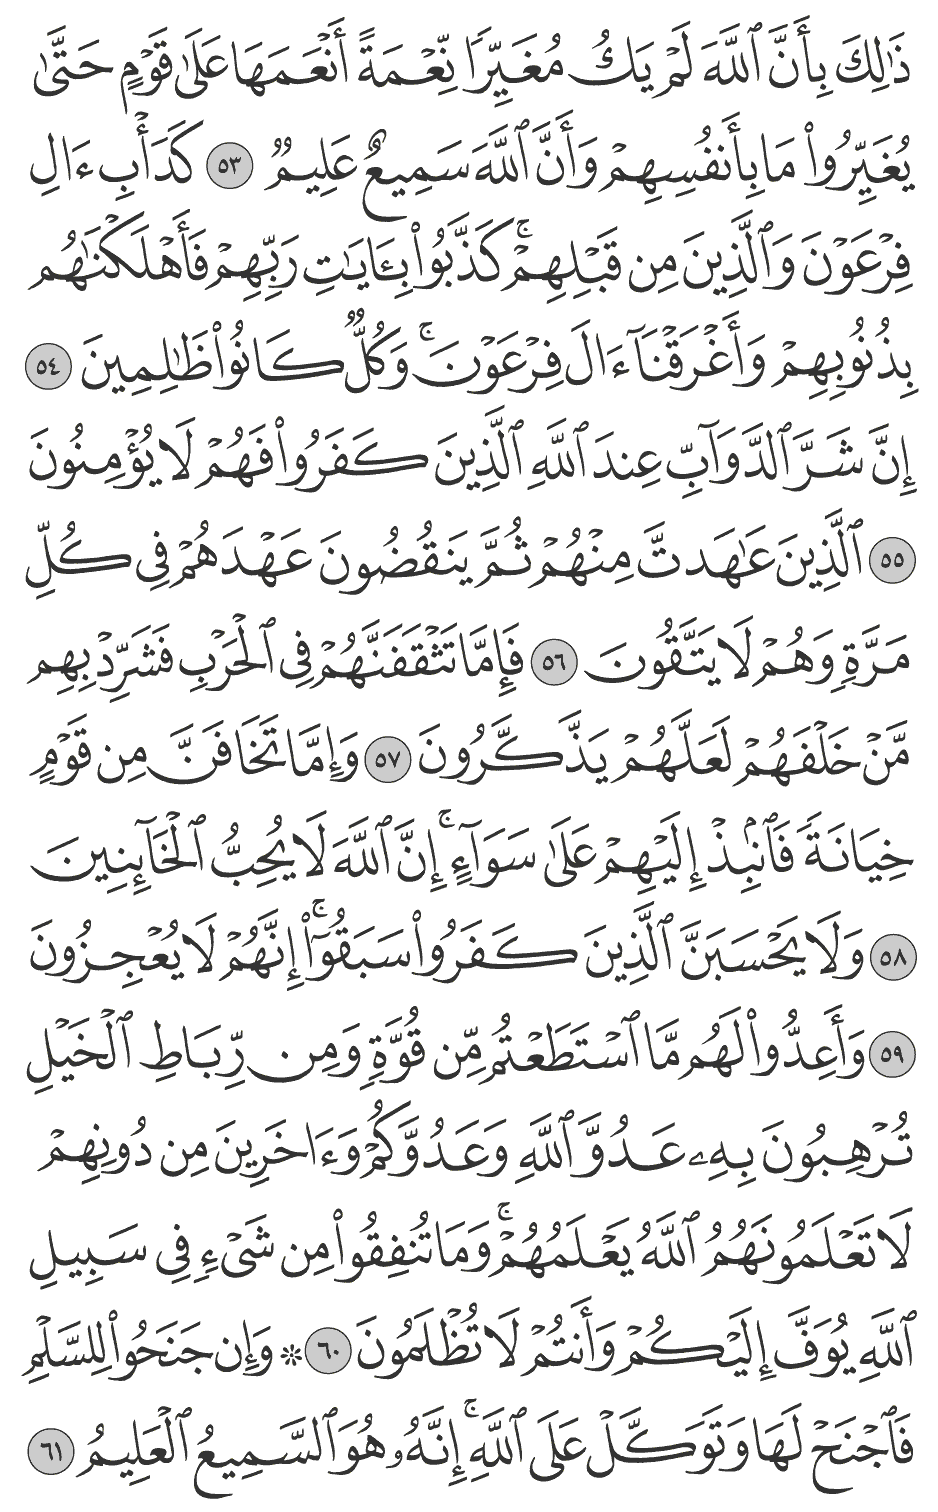 ذَٰلِكَ بِأَنَّ ٱللَّهَ لَمْ يَكُ مُغَيِّرًا نِّعْمَةً أَنْعَمَهَا عَلَىٰ قَوْمٍ حَتَّىٰ
يُغَيِّرُوا۟ مَا بِأَنفُسِهِمْ وَأَنَّ ٱللَّهَ سَمِيعٌ عَلِيمٌ ٥٣ كَدَأْبِ ءَالِ
فِرْعَوْنَ وَٱلَّذِينَ مِن قَبْلِهِمْ ۚ كَذَّبُوا۟ بِـَٔايَـٰتِ رَبِّهِمْ فَأَهْلَكْنَـٰهُم
بِذُنُوبِهِمْ وَأَغْرَقْنَآ ءَالَ فِرْعَوْنَ ۚ وَكُلٌّ كَانُوا۟ ظَـٰلِمِينَ ٥٤
إِنَّ شَرَّ ٱلدَّوَآبِّ عِندَ ٱللَّهِ ٱلَّذِينَ كَفَرُوا۟ فَهُمْ لَا يُؤْمِنُونَ
٥٥ ٱلَّذِينَ عَـٰهَدتَّ مِنْهُمْ ثُمَّ يَنقُضُونَ عَهْدَهُمْ فِى كُلِّ
مَرَّةٍ وَهُمْ لَا يَتَّقُونَ ٥٦ فَإِمَّا تَثْقَفَنَّهُمْ فِى ٱلْحَرْبِ فَشَرِّدْ بِهِم
مَّنْ خَلْفَهُمْ لَعَلَّهُمْ يَذَّكَّرُونَ ٥٧ وَإِمَّا تَخَافَنَّ مِن قَوْمٍ
خِيَانَةً فَٱنۢبِذْ إِلَيْهِمْ عَلَىٰ سَوَآءٍ ۚ إِنَّ ٱللَّهَ لَا يُحِبُّ ٱلْخَآئِنِينَ
٥٨ وَلَا يَحْسَبَنَّ ٱلَّذِينَ كَفَرُوا۟ سَبَقُوٓا۟ ۚ إِنَّهُمْ لَا يُعْجِزُونَ
٥٩ وَأَعِدُّوا۟ لَهُم مَّا ٱسْتَطَعْتُم مِّن قُوَّةٍ وَمِن رِّبَاطِ ٱلْخَيْلِ
تُرْهِبُونَ بِهِۦ عَدُوَّ ٱللَّهِ وَعَدُوَّكُمْ وَءَاخَرِينَ مِن دُونِهِمْ
لَا تَعْلَمُونَهُمُ ٱللَّهُ يَعْلَمُهُمْ ۚ وَمَا تُنفِقُوا۟ مِن شَىْءٍ فِى سَبِيلِ
ٱللَّهِ يُوَفَّ إِلَيْكُمْ وَأَنتُمْ لَا تُظْلَمُونَ ٦٠ ۞ وَإِن جَنَحُوا۟ لِلسَّلْمِ
فَٱجْنَحْ لَهَا وَتَوَكَّلْ عَلَى ٱللَّهِ ۚ إِنَّهُۥ هُوَ ٱلسَّمِيعُ ٱلْعَلِيمُ ٦١